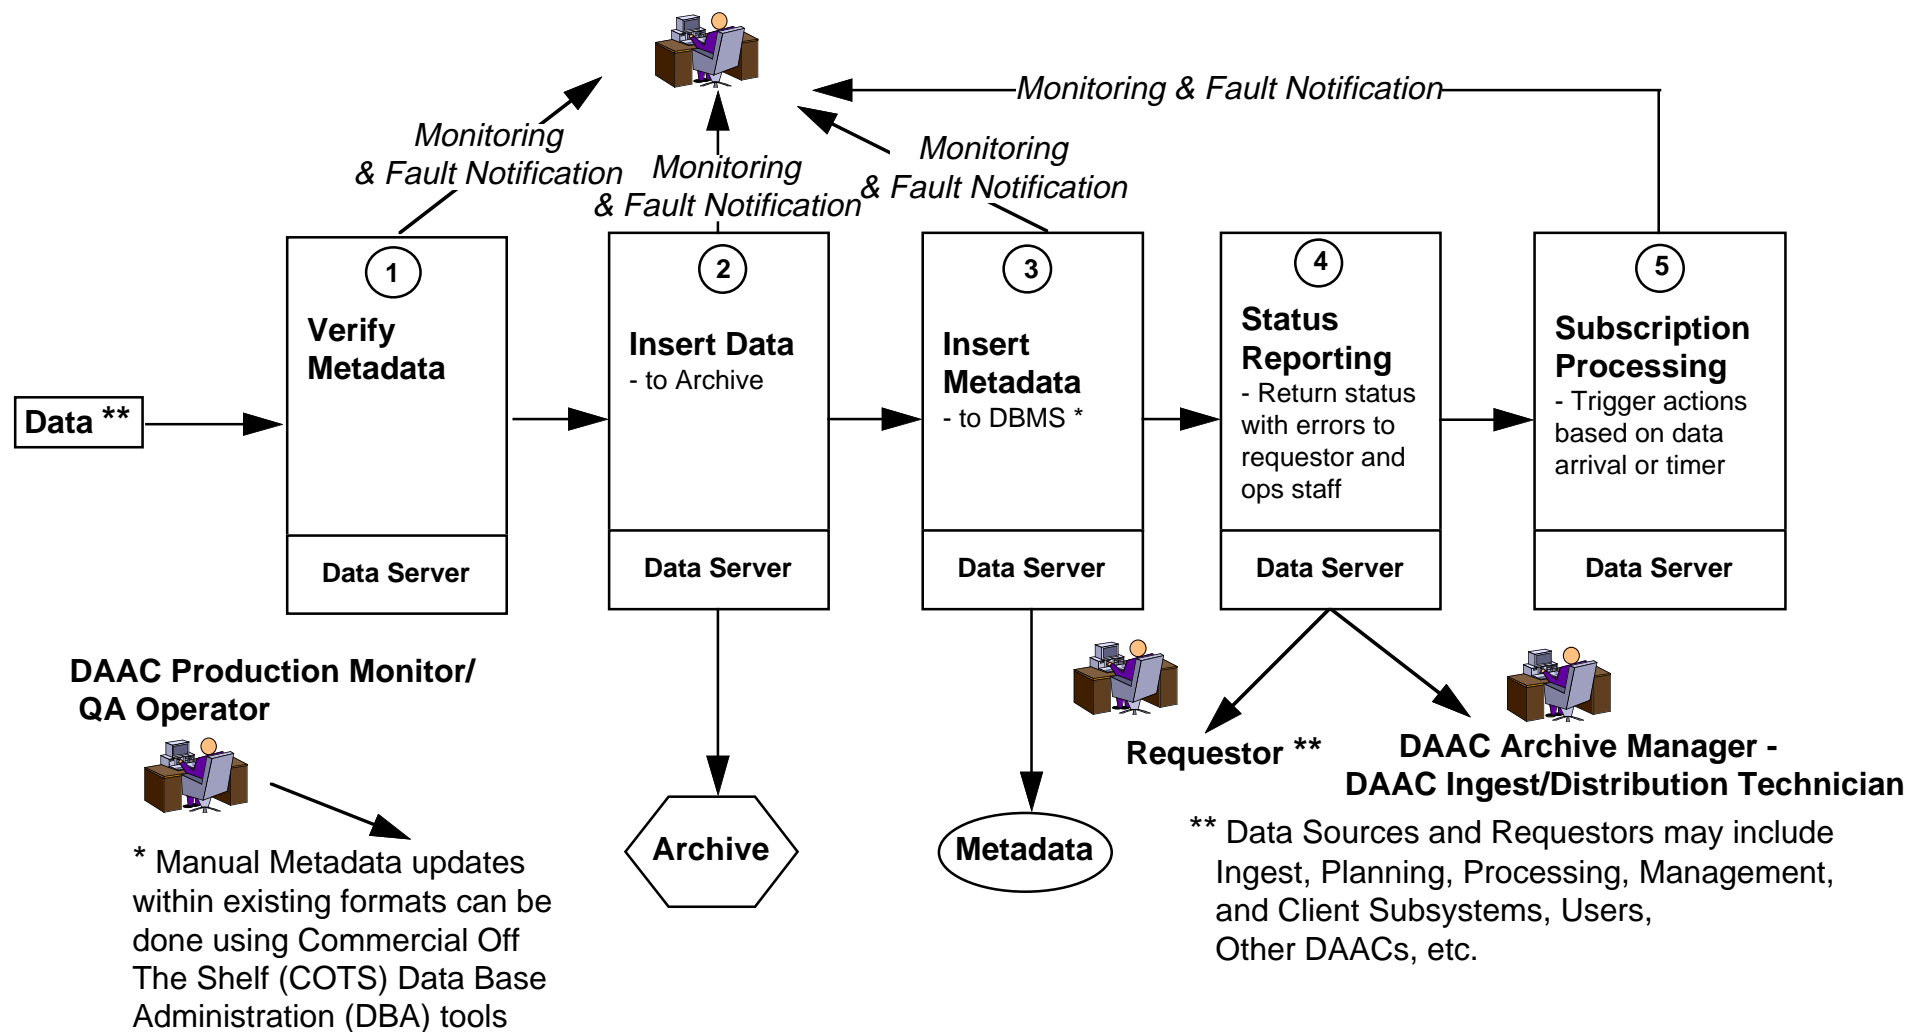 Monitoring & Fault Notification
Monitoring
& Fault Notification
Monitoring
& Fault Notification
Monitoring
& Fault Notification
Data **
1
Verify
Metadata
Data Server
2
Insert Data
- to Archive
Data Server
3
Insert
Metadata
- to DBMS *
Data Server
4
Status
Reporting
- Return status
with errors to
requestor and
ops staff
Data Server
5
Subscription
Processing
- Trigger actions
based on data
arrival or timer
Data Server
DAAC Production Monitor/
QA Operator
* Manual Metadata updates
within existing formats can be
done using Commercial Off
The Shelf (COTS) Data Base
Administration (DBA) tools
Archive
Metadata
Requestor **
DAAC Archive Manager -
DAAC Ingest/Distribution Technician
** Data Sources and Requestors may include
Ingest, Planning, Processing, Management,
and Client Subsystems, Users,
Other DAACs, etc.